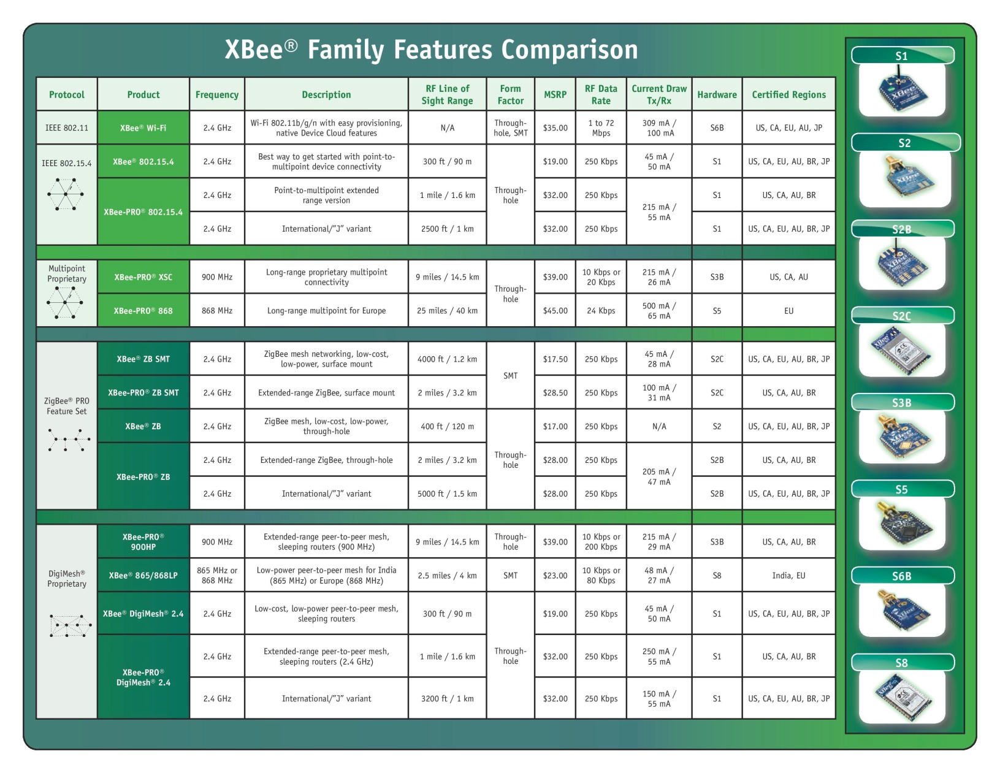 XBee® Family Features Comparison
Protocol Product Frequency Description RF Line of Sight Range Form Factor MSRP RF Data Rate Current Draw Tx/Rx Hardware Certified Regions
IEEE 802.11 XBee® Wi-Fi 2.4 GHz Wi-Fi 802.11b/g/n with easy provisioning, native Device Cloud features N/A Through-hole, SMT $35.00 1 to 72 Mbps 309 mA / 100 mA S6B US, CA, EU, AU, JP
IEEE 802.15.4 XBee® 802.15.4 2.4 GHz Best way to get started with point-to-multipoint device connectivity 300 ft / 90 m Through-hole $19.00 250 Kbps 45 mA / 50 mA S1 US, CA, EU, AU, BR, JP
XBee-PRO® 802.15.4 2.4 GHz Point-to-multipoint extended range version 1 mile / 1.6 km $32.00 250 Kbps 215 mA / 55 mA S1 US, CA, AU, BR
2.4 GHz International/"J" variant 2500 ft / 1 km $32.00 250 Kbps S1 US, CA, EU, AU, BR, JP
Multipoint Proprietary XBee-PRO® XSC 900 MHz Long-range proprietary multipoint connectivity 9 miles / 14.5 km Through-hole $39.00 10 Kbps or 20 Kbps 215 mA / 26 mA S3B US, CA, AU
XBee-PRO® 868 868 MHz Long-range multipoint for Europe 25 miles / 40 km $45.00 24 Kbps 500 mA / 65 mA S5 EU
ZigBee® PRO Feature Set XBee® ZB SMT 2.4 GHz ZigBee mesh networking, low-cost, low-power, surface mount 4000 ft / 1.2 km SMT $17.50 250 Kbps 45 mA / 28 mA S2C US, CA, EU, AU, BR, JP
XBee-PRO® ZB SMT 2.4 GHz Extended-range ZigBee, surface mount 2 miles / 3.2 km $28.50 250 Kbps 100 mA / 31 mA S2C US, CA, AU, BR
XBee® ZB 2.4 GHz ZigBee mesh, low-cost, low-power, through-hole 400 ft / 120 m Through-hole $17.00 250 Kbps N/A S2 US, CA, EU, AU, BR, JP
XBee-PRO® ZB 2.4 GHz Extended-range ZigBee, through-hole 2 miles / 3.2 km $28.00 250 Kbps 205 mA / 47 mA S2B US, CA, AU, BR
2.4 GHz International/"J" variant 5000 ft / 1.5 km $28.00 250 Kbps S2B US, CA, EU, AU, BR, JP
DigiMesh® Proprietary XBee-PRO® 900HP 900 MHz Extended-range peer-to-peer mesh, sleeping routers (900 MHz) 9 miles / 14.5 km Through-hole $39.00 10 Kbps or 200 Kbps 215 mA / 29 mA S3B US, CA, AU, BR
XBee® 865/868LP 865 MHz or 868 MHz Low-power peer-to-peer mesh for India (865 MHz) or Europe (868 MHz) 2.5 miles / 4 km SMT $23.00 10 Kbps or 80 Kbps 48 mA / 27 mA S8 India, EU
XBee® DigiMesh® 2.4 2.4 GHz Low-cost, low-power peer-to-peer mesh, sleeping routers 300 ft / 90 m Through-hole $19.00 250 Kbps 45 mA / 50 mA S1 US, CA, EU, AU, BR, JP
XBee-PRO® DigiMesh® 2.4 2.4 GHz Extended-range peer-to-peer mesh, sleeping routers (2.4 GHz) 1 mile / 1.6 km $32.00 250 Kbps 250 mA / 55 mA S1 US, CA, AU, BR
2.4 GHz International/"J" variant 3200 ft / 1 km $32.00 250 Kbps 150 mA / 55 mA S1 US, CA, EU, AU, BR, JP
S1
XBee
PRO
S2
XBee
S2B
XBee
S2C
XBee
S3B
XBee
S5
S6B
XBee
S8
XBee